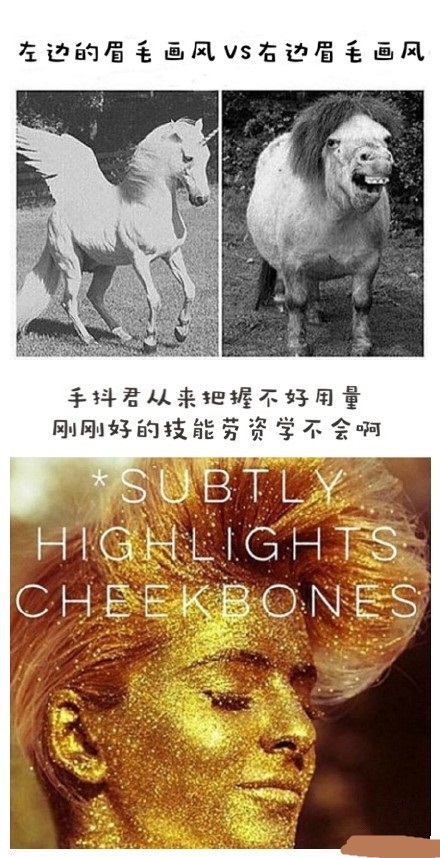 左边的眉毛画风VS右边眉毛画风
手抖君从来把握不好用量
刚刚好的技能劳资学不会啊
*SUBTLY
HIGHLIGHTS
CHEEKBONES